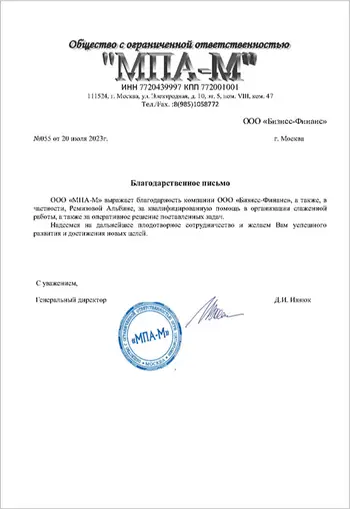 Общество с ограниченной ответственностью
"МПА-М"
ИНН 7720439997 КПП 772001001
111524, г. Москва, ул. Электродная, д. 10, эт. 5, пом. VIII, ком. 47
Тел./Fax. :8(985)1058772
ООО «Бизнес-Финанс»
№055 от 20 июля 2023г. г. Москва
Благодарственное письмо
ООО «МПА-М» выражает благодарность компании ООО «Бизнес-Финанс», а также, в
частности, Ремизовой Альбине, за квалифицированную помощь в организации слаженной
работы, а также за оперативное решение поставленных задач.
Надеемся на дальнейшее плодотворное сотрудничество и желаем Вам успешного
развития и достижения новых целей.
С уважением,
Генеральный директор Д.И.
«МПА-М»
МОСКВА